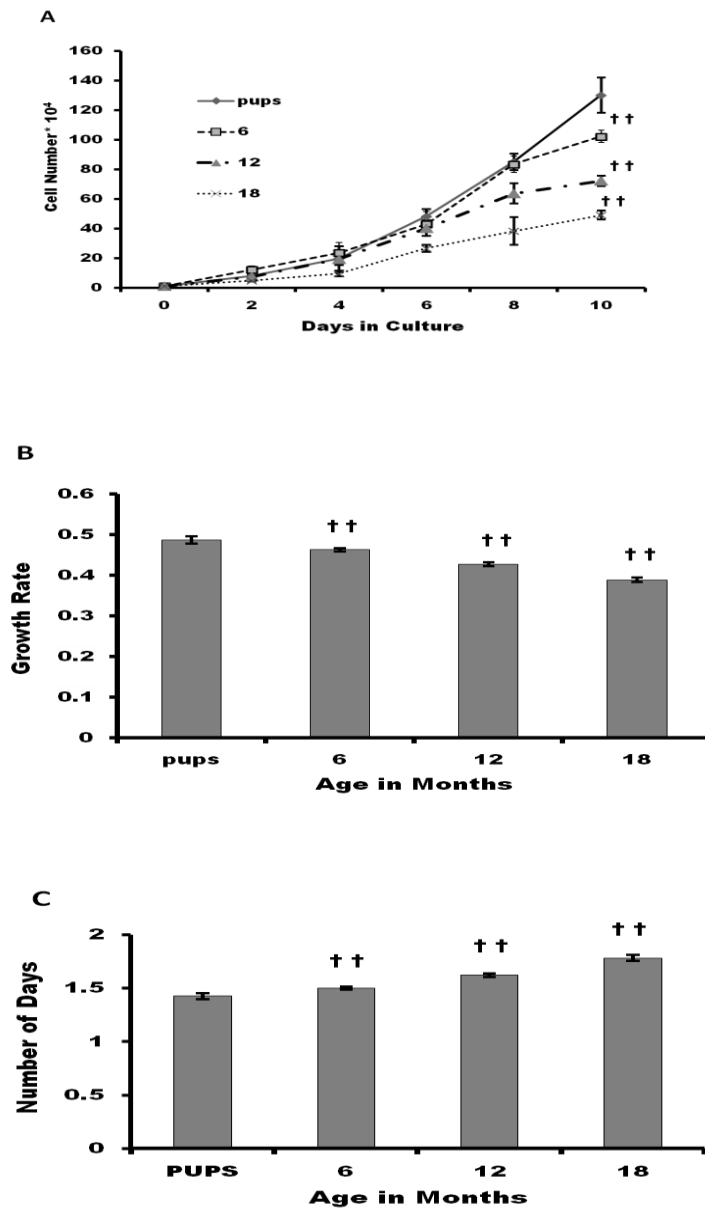 A
Cell Number* 10⁴
160
140
120
100
80
60
40
20
0
pups
6
12
18
† †
† †
† †
0 2 4 6 8 10
Days in Culture
B
Growth Rate
0.6
0.5
0.4
0.3
0.2
0.1
0
† †
† †
† †
pups 6 12 18
Age in Months
C
Number of Days
2
1.5
1
0.5
0
† †
† †
† †
PUPS 6 12 18
Age in Months